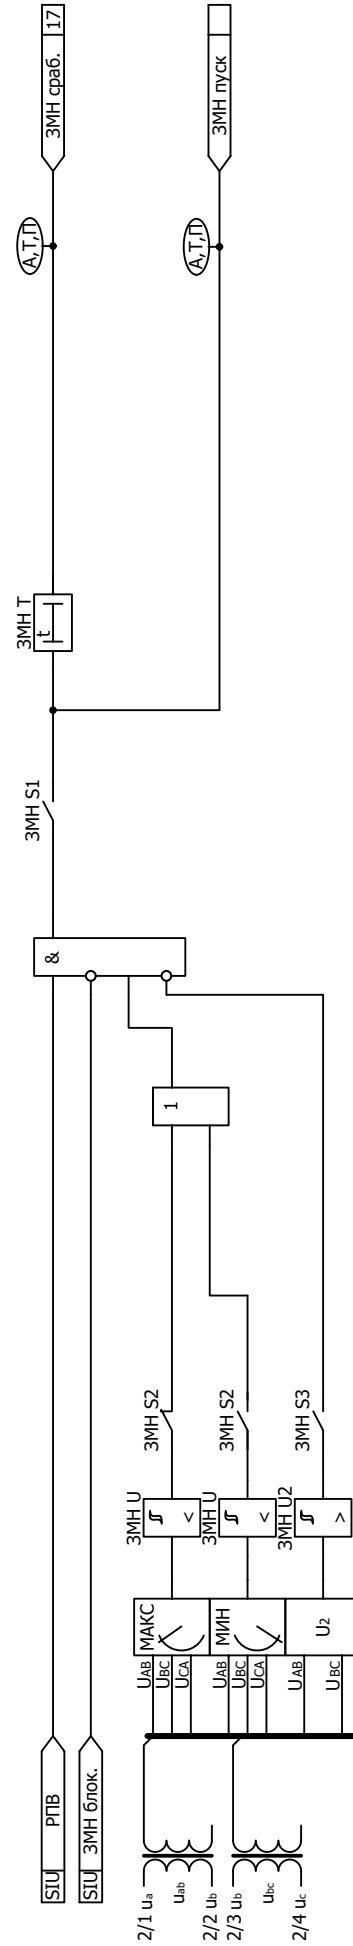 SIU РПВ
SIU ЗМН блок.
2/1 ua
uab
2/2 ub
2/3 ub
ubc
2/4 uc
UAB
UBC
UCA
МАКС
UAB
UBC
UCA
МИН
UAB
UBC
U2
ЗМН U
<
ЗМН U
<
ЗМН U2
>
ЗМН S2
ЗМН S2
ЗМН S3
1
&
ЗМН S1
ЗМН T
t
А,Т,П
А,Т,П
ЗМН сраб. 17
ЗМН пуск